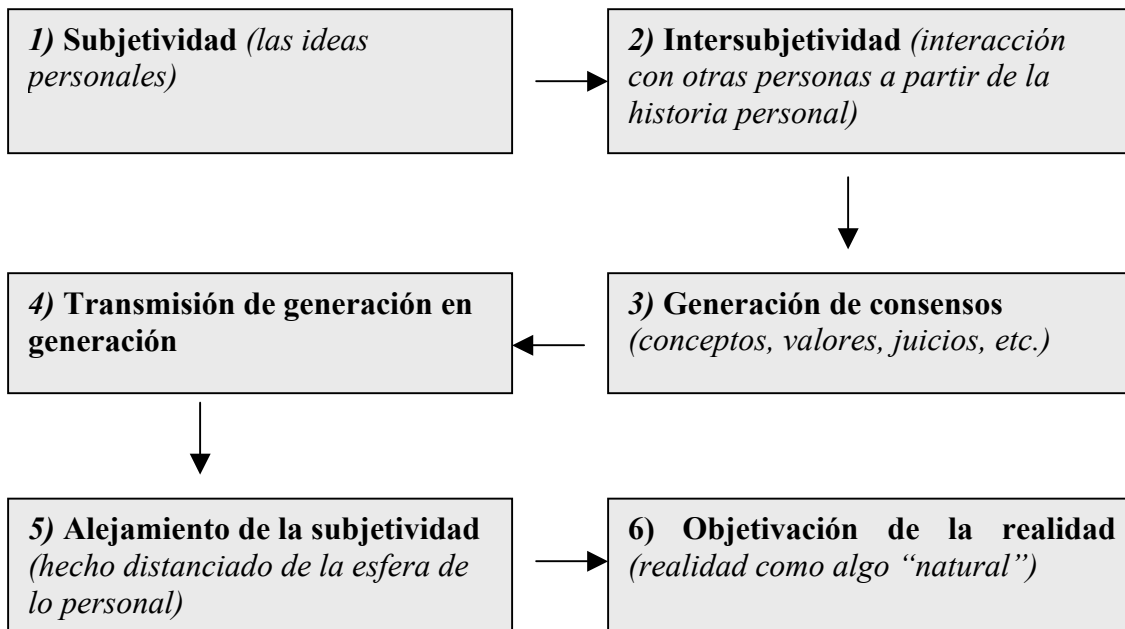 1) Subjetividad (las ideas
personales)
2) Intersubjetividad (interacción
con otras personas a partir de la
historia personal)
3) Generación de consensos
(conceptos, valores, juicios, etc.)
4) Transmisión de generación en
generación
5) Alejamiento de la subjetividad
(hecho distanciado de la esfera de
lo personal)
6) Objetivación de la realidad
(realidad como algo “natural”)